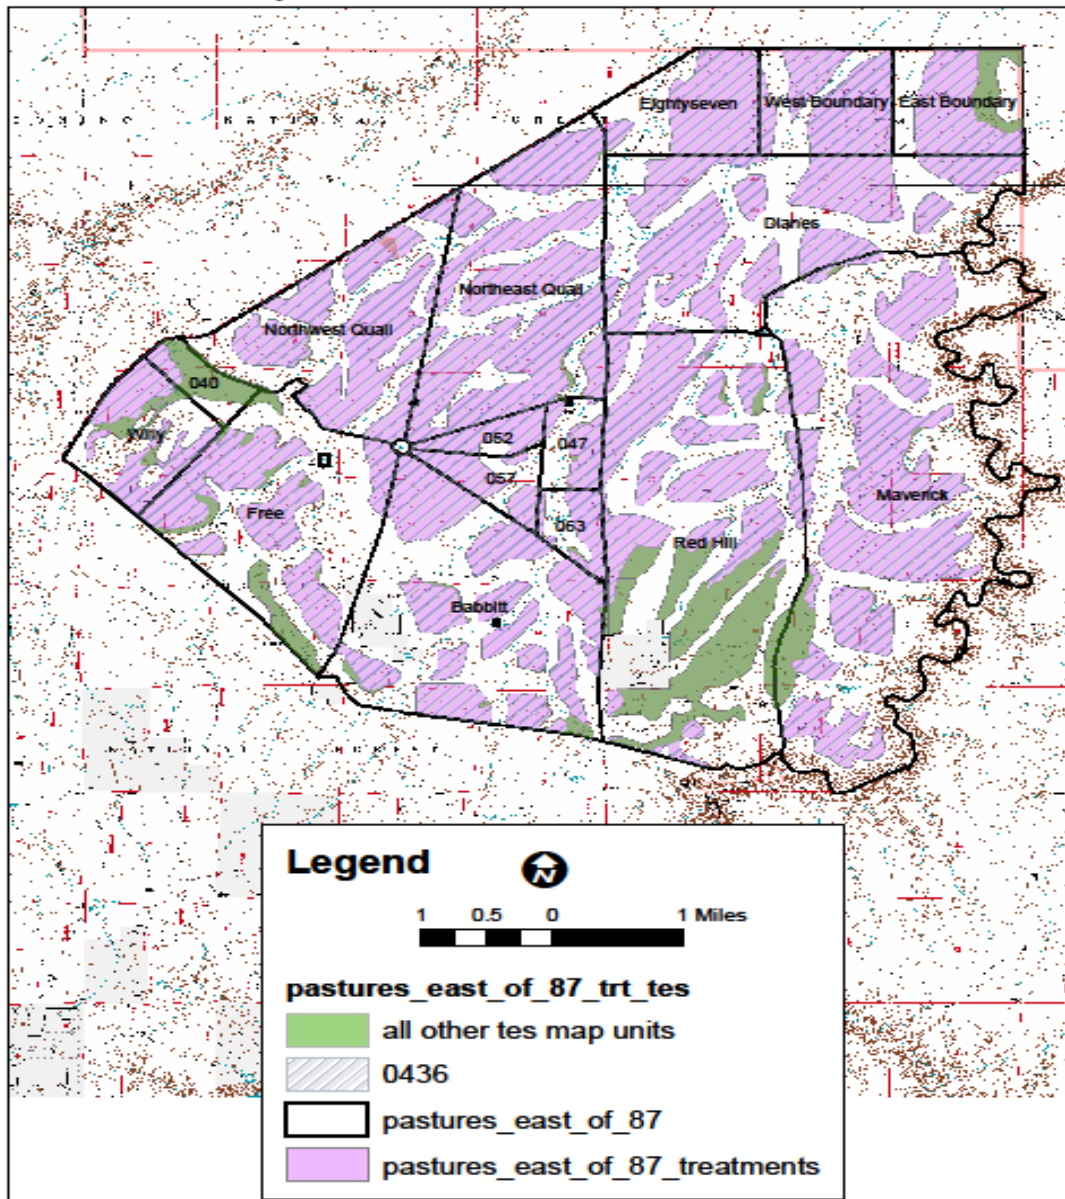 Eightyseven West Boundary East Boundary
Dianes
Northeast Quail
Northwest Quail
040
Willy
052
047
057
Free
Maverick
063
Red Hill
Babbitt
Legend
N
1 0.5 0 1 Miles
pastures_east_of_87_trt_tes
all other tes map units
0436
pastures_east_of_87
pastures_east_of_87_treatments